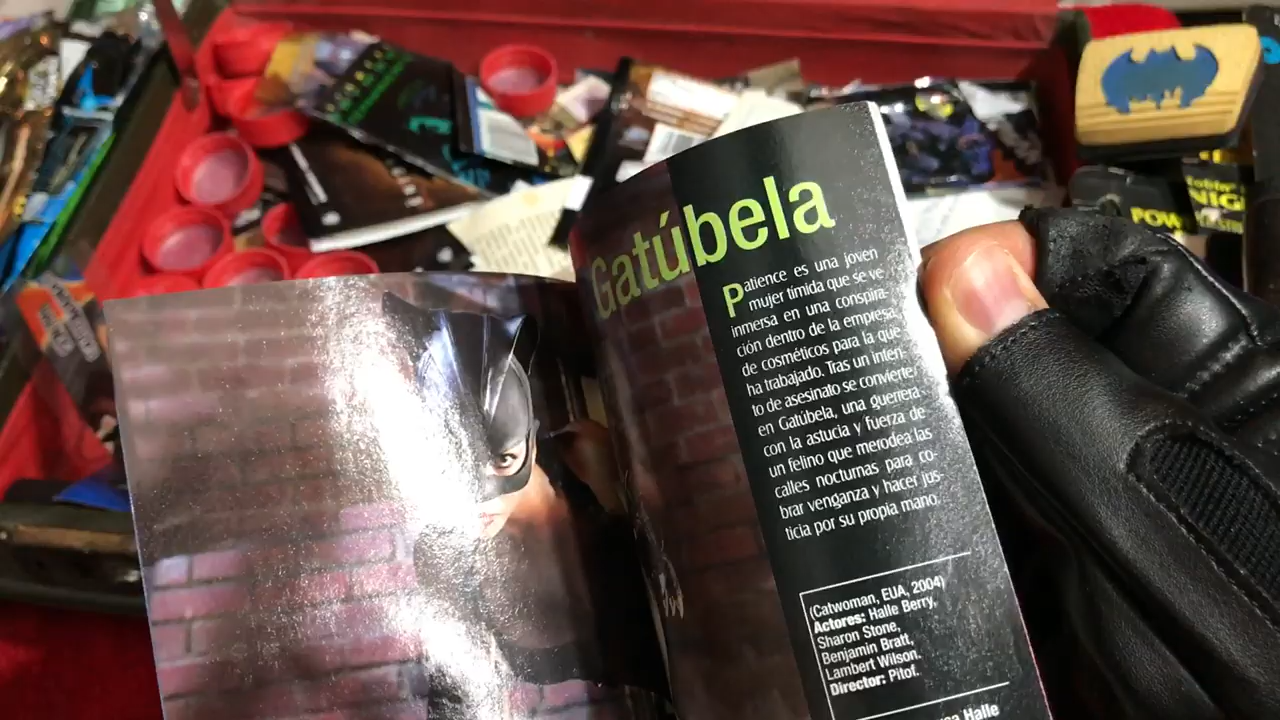 Gatúbela
Patience es una joven
mujer tímida que se ve
inmersa en una conspira-
ción dentro de la empresa
de cosméticos para la que
ha trabajado. Tras un inten-
to de asesinato se convierte
en Gatúbela, una guerrera
con la astucia y fuerza de
un felino que merodea las
calles nocturnas para co-
brar venganza y hacer jus-
ticia por su propia mano.
(Catwoman, EUA, 2004)
Actores: Halle Berry,
Sharon Stone,
Benjamin Bratt,
Lambert Wilson.
Director: Pitof.
Halle
POW